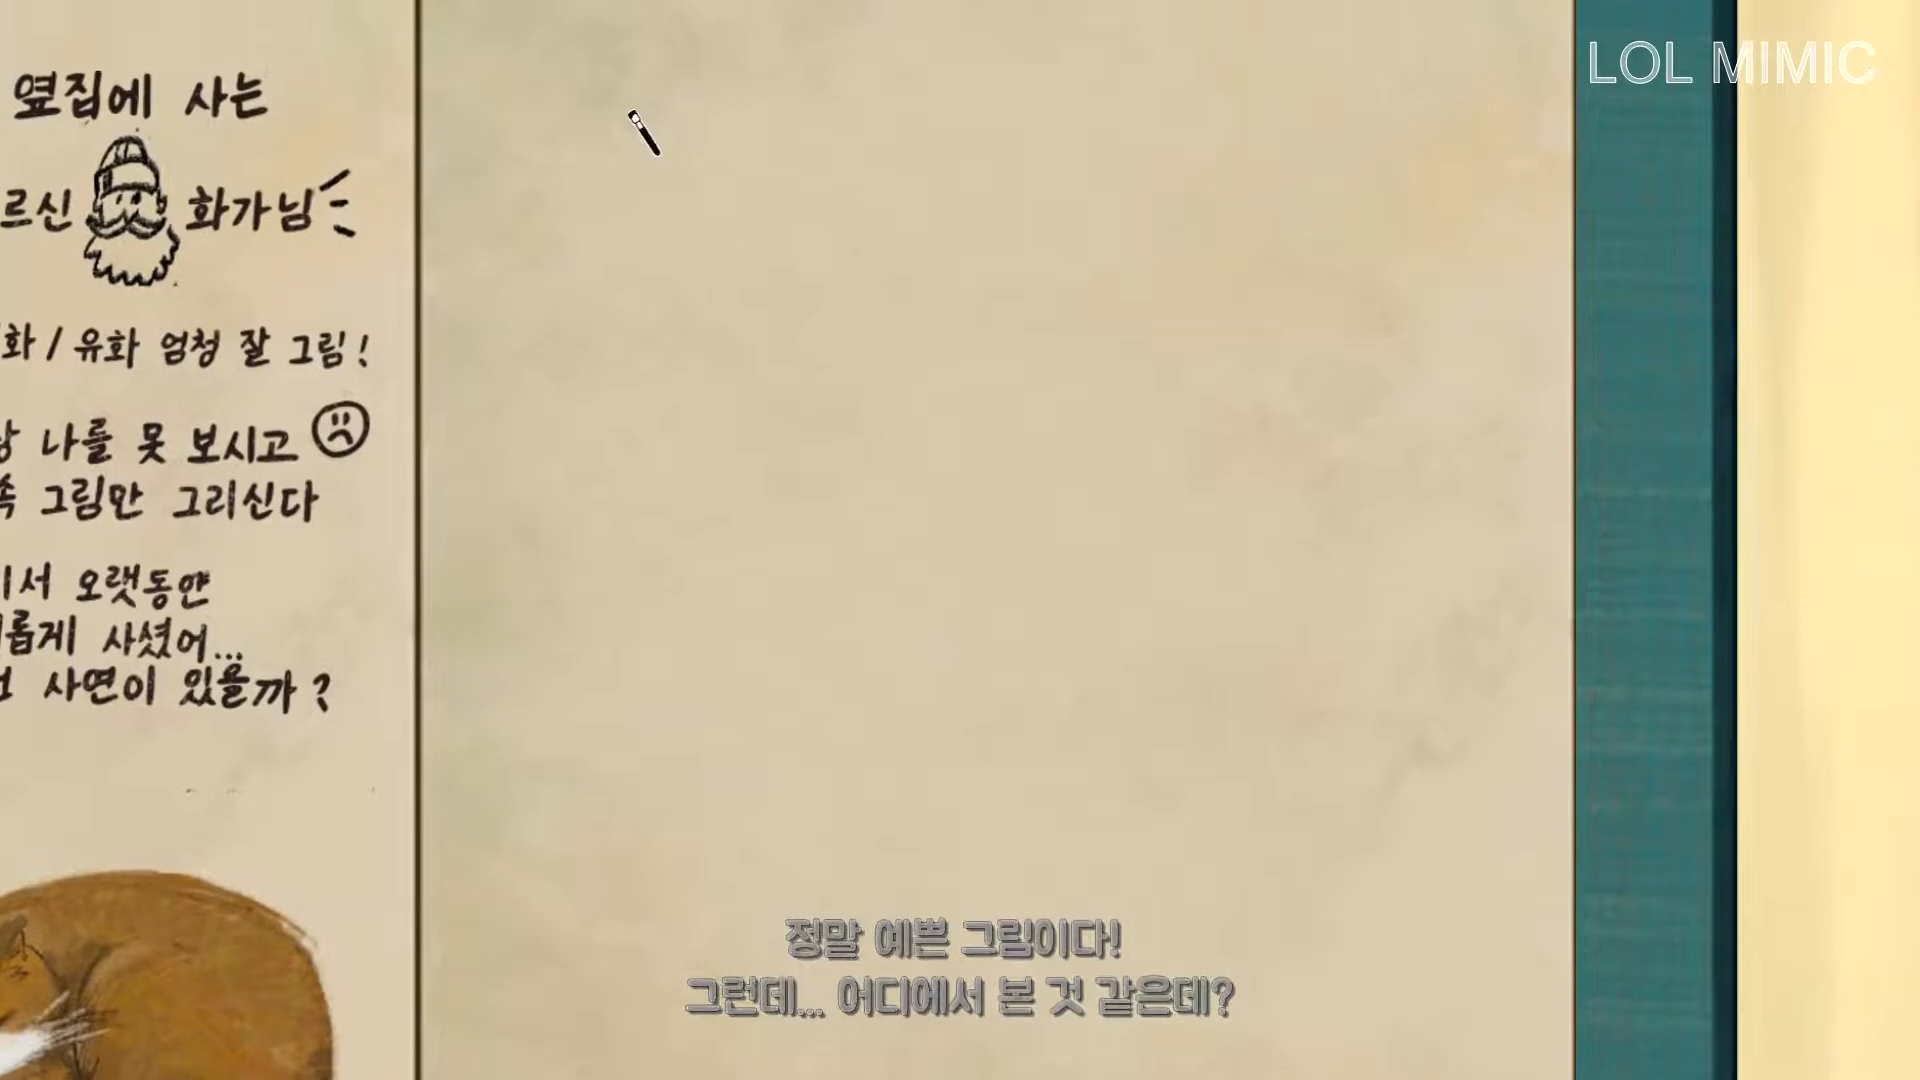 옆집에 사는
르신 화가님
화 / 유화 엄청 잘 그림!
나를 못 보시고
그림만 그리신다
서 오랫동안
롭게 사셨어...
사연이 있을까?
LOL MIMIC
정말 예쁜 그림이다!
그런데... 어디에서 본 것 같은데?